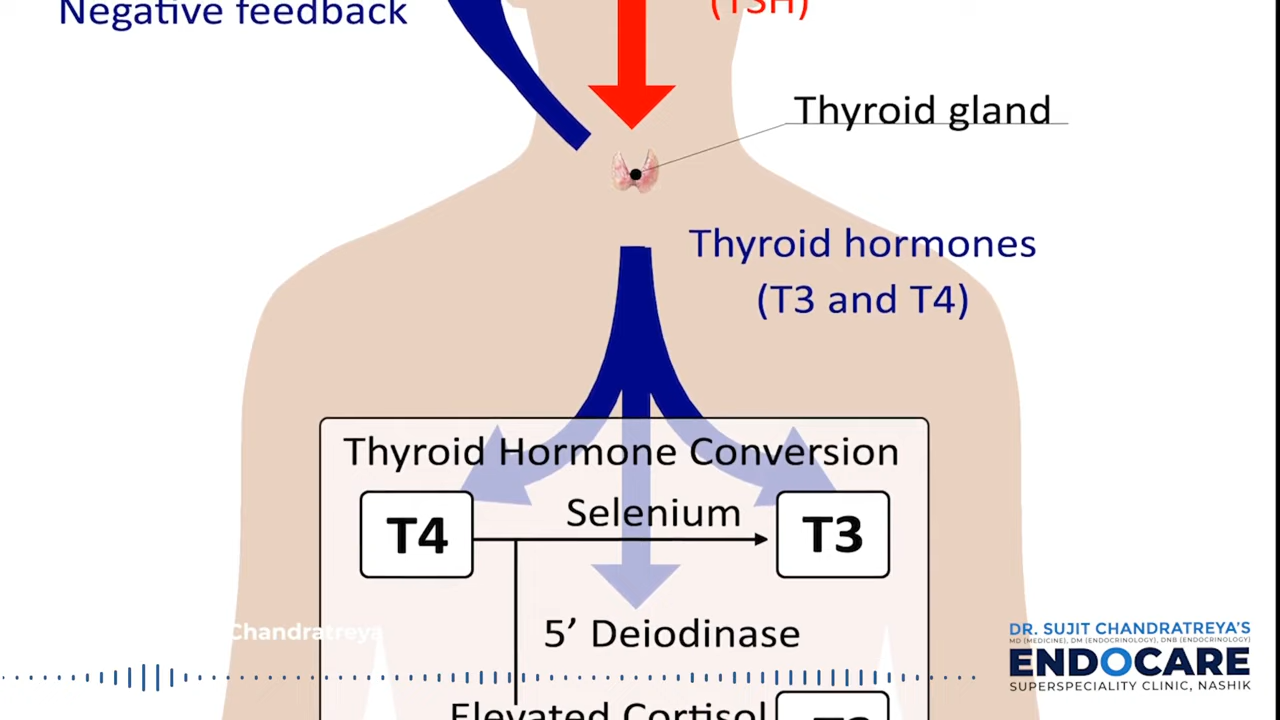 Negative feedback
(TSH)
Thyroid gland
Thyroid hormones
(T3 and T4)
Thyroid Hormone Conversion
T4
Selenium
T3
5’ Deiodinase
Chandratreya
Elevated Cortisol
DR. SUJIT CHANDRATREYA'S
MD (MEDICINE), DM (ENDOCRINOLOGY), DNB (ENDOCRINOLOGY)
ENDOCARE
SUPERSPECIALITY CLINIC, NASHIK